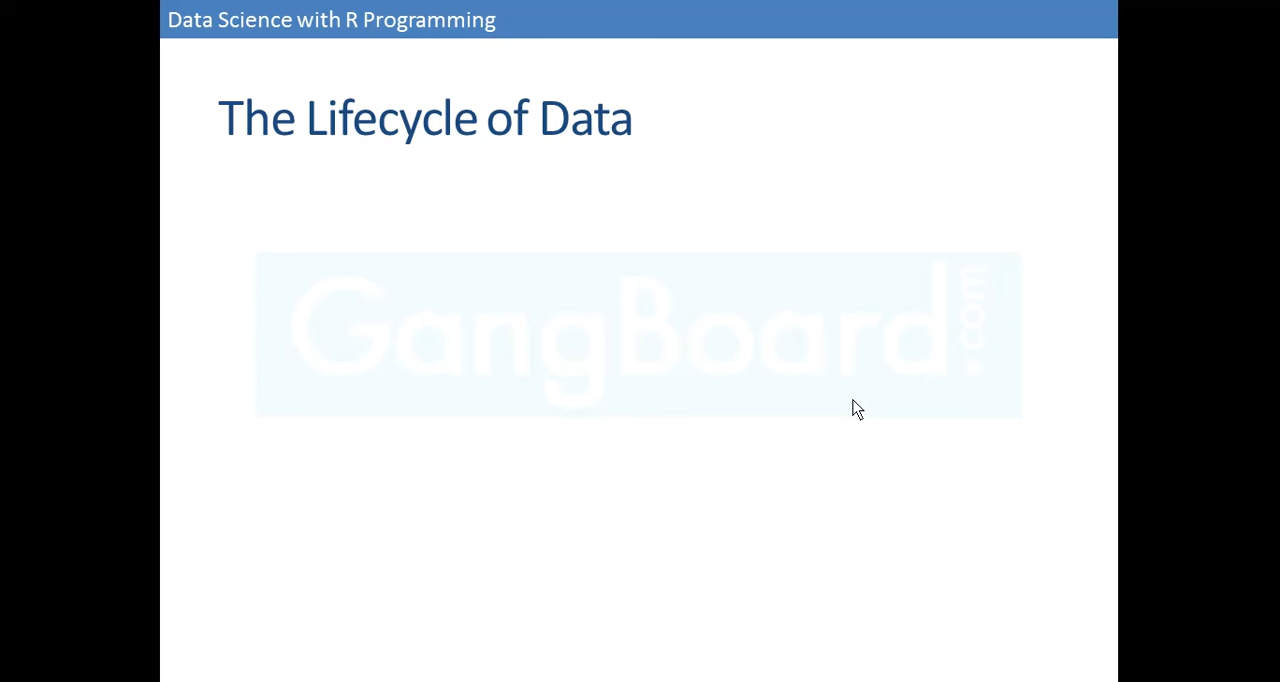 Data Science with R Programming
The Lifecycle of Data
GangBoard.com